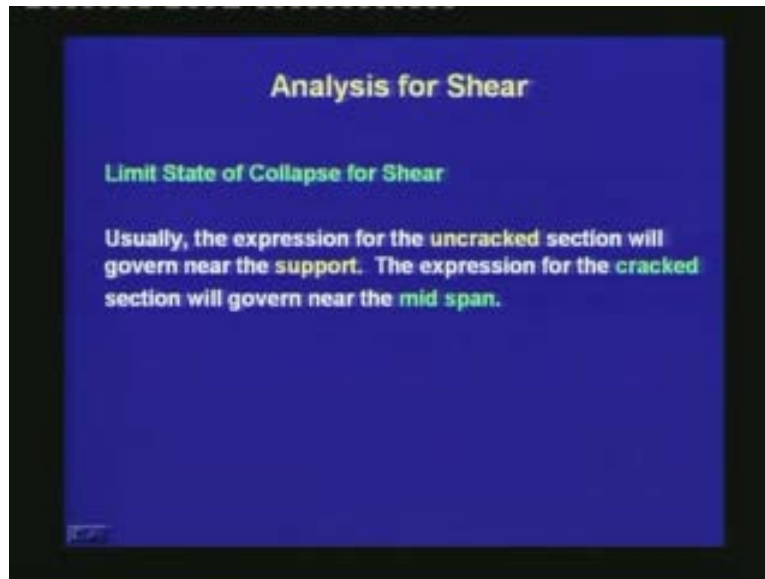 Analysis for Shear
Limit State of Collapse for Shear
Usually, the expression for the uncracked section will
govern near the support. The expression for the cracked
section will govern near the mid span.